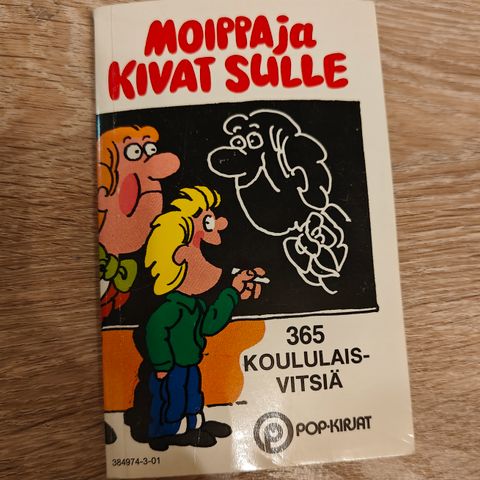 MOIPPA ja
KIVAT SULLE
365
KOULULAIS-
VITSIÄ
POP-KIRJAT
384974-3-01